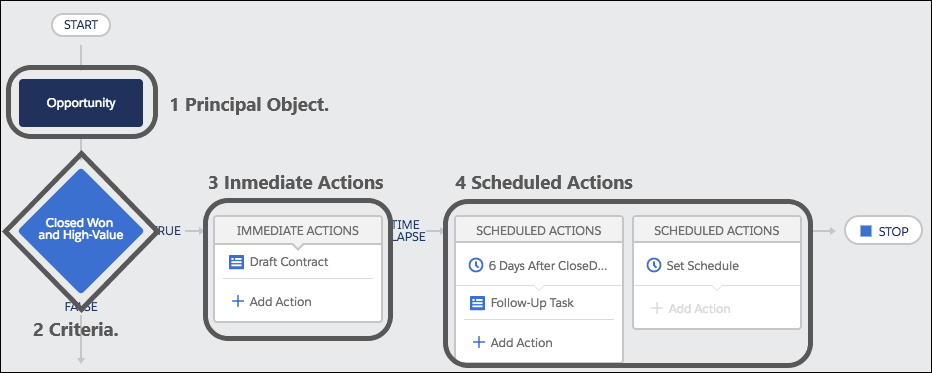 START
Opportunity
1 Principal Object.
3 Inmediate Actions
4 Scheduled Actions
Closed Won
and High-Value
RUE
IMMEDIATE ACTIONS
Draft Contract
Add Action
TIME
LAPSE
SCHEDULED ACTIONS
6 Days After CloseD...
Follow-Up Task
Add Action
SCHEDULED ACTIONS
Set Schedule
Add Action
STOP
FALSE
2 Criteria.